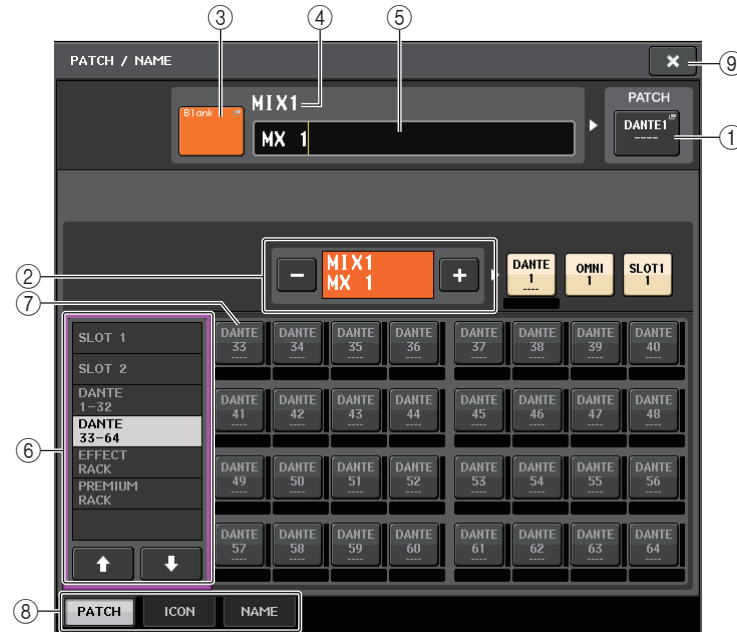 ③ ④ ⑤
PATCH / NAME
⑨
Blank
MIX1
MX 1
PATCH
DANTE1
----
①
②
MIX1
MX 1
DANTE
1
----
OMNI
1
SLOT1
1
⑦
⑥
SLOT 1
SLOT 2
DANTE
1-32
DANTE
33-64
EFFECT
RACK
PREMIUM
RACK
DANTE DANTE DANTE DANTE DANTE DANTE DANTE DANTE
33 34 35 36 37 38 39 40
---- ---- ---- ---- ---- ---- ---- ----
DANTE DANTE DANTE DANTE DANTE DANTE DANTE DANTE
41 42 43 44 45 46 47 48
---- ---- ---- ---- ---- ---- ---- ----
DANTE DANTE DANTE DANTE DANTE DANTE DANTE DANTE
49 50 51 52 53 54 55 56
---- ---- ---- ---- ---- ---- ---- ----
DANTE DANTE DANTE DANTE DANTE DANTE DANTE DANTE
57 58 59 60 61 62 63 64
---- ---- ---- ---- ---- ---- ---- ----
⑧
PATCH ICON NAME